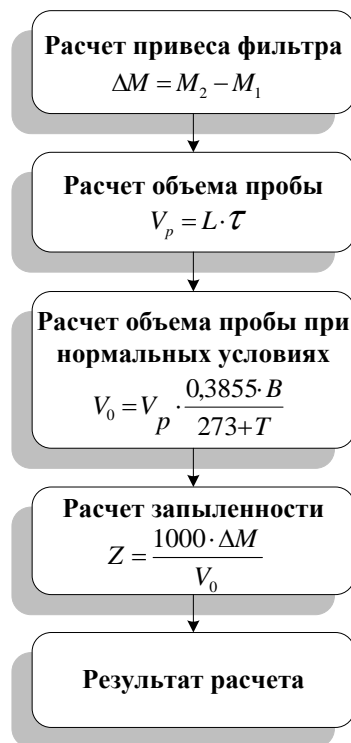 Расчет привеса фильтра
ΔM = M₂ − M₁
Расчет объема пробы
Vₚ = L · τ
Расчет объема пробы при
нормальных условиях
V₀ = Vₚ · 0,3855 · B / 273 + T
Расчет запыленности
Z = 1000 · ΔM / V₀
Результат расчета